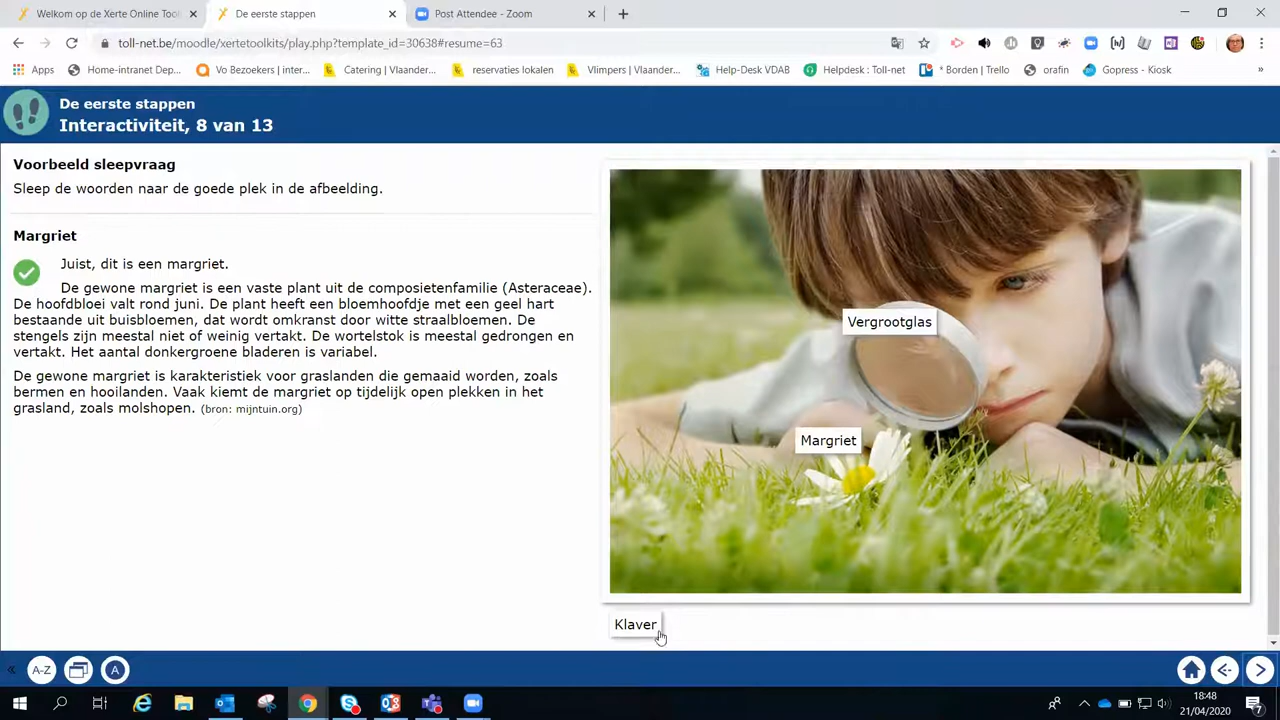 Welkom op de Xerte Online Tool
De eerste stappen
Post Attendee - Zoom
toll-net.be/moodle/xertetoolkits/play.php?template_id=30638#resume=63
Apps
Home-intranet Dep...
Vo Bezoekers | inter...
Catering | Vlaander...
reservaties lokalen
Vlimpers | Vlaander...
Help-Desk VDAB
Helpdesk : Toll-net
* Borden | Trello
orafin
Gopress - Kiosk
De eerste stappen
Interactiviteit, 8 van 13
Voorbeeld sleepvraag
Sleep de woorden naar de goede plek in de afbeelding.
Margriet
Juist, dit is een margriet.
De gewone margriet is een vaste plant uit de composietenfamilie (Asteraceae).
De hoofdbloei valt rond juni. De plant heeft een bloemhoofdje met een geel hart
bestaande uit buisbloemen, dat wordt omkranst door witte straalbloemen. De
stengels zijn meestal niet of weinig vertakt. De wortelstok is meestal gedrongen en
vertakt. Het aantal donkergroene bladeren is variabel.
De gewone margriet is karakteristiek voor graslanden die gemaaid worden, zoals
bermen en hooilanden. Vaak kiemt de margriet op tijdelijk open plekken in het
grasland, zoals molshopen. (bron: mijntuin.org)
Vergrootglas
Margriet
Klaver
A-Z
A
18:48
21/04/2020
7